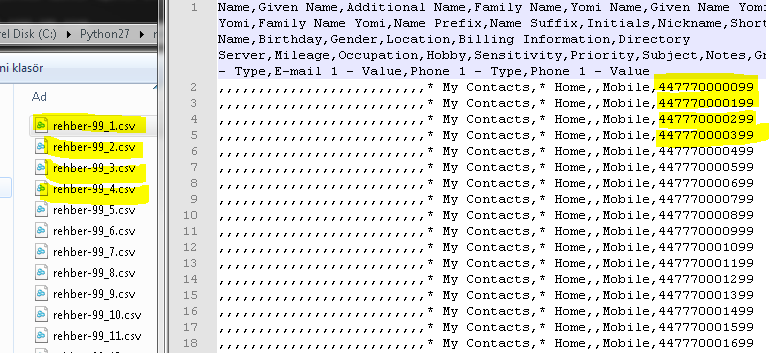 rel Disk (C:) Python27
ni klasör
Ad
rehber-99_1.csv
rehber-99_2.csv
rehber-99_3.csv
rehber-99_4.csv
rehber-99_5.csv
rehber-99_6.csv
rehber-99_7.csv
rehber-99_8.csv
rehber-99_9.csv
rehber-99_10.csv
rehber-99_11.csv
1 Name,Given Name,Additional Name,Family Name,Yomi Name,Given Name Yomi
Yomi,Family Name Yomi,Name Prefix,Name Suffix,Initials,Nickname,Short
Name,Birthday,Gender,Location,Billing Information,Directory
Server,Mileage,Occupation,Hobby,Sensitivity,Priority,Subject,Notes,Gr
- Type,E-mail 1 - Value,Phone 1 - Type,Phone 1 - Value
2 ,,,,,,,,,,,,,,,,,,,,,,,,,,* My Contacts,* Home,,Mobile,447770000099
3 ,,,,,,,,,,,,,,,,,,,,,,,,,,* My Contacts,* Home,,Mobile,447770000199
4 ,,,,,,,,,,,,,,,,,,,,,,,,,,* My Contacts,* Home,,Mobile,447770000299
5 ,,,,,,,,,,,,,,,,,,,,,,,,,,* My Contacts,* Home,,Mobile,447770000399
6 ,,,,,,,,,,,,,,,,,,,,,,,,,,* My Contacts,* Home,,Mobile,447770000499
7 ,,,,,,,,,,,,,,,,,,,,,,,,,,* My Contacts,* Home,,Mobile,447770000599
8 ,,,,,,,,,,,,,,,,,,,,,,,,,,* My Contacts,* Home,,Mobile,447770000699
9 ,,,,,,,,,,,,,,,,,,,,,,,,,,* My Contacts,* Home,,Mobile,447770000799
10 ,,,,,,,,,,,,,,,,,,,,,,,,,,* My Contacts,* Home,,Mobile,447770000899
11 ,,,,,,,,,,,,,,,,,,,,,,,,,,* My Contacts,* Home,,Mobile,447770000999
12 ,,,,,,,,,,,,,,,,,,,,,,,,,,* My Contacts,* Home,,Mobile,447770001099
13 ,,,,,,,,,,,,,,,,,,,,,,,,,,* My Contacts,* Home,,Mobile,447770001199
14 ,,,,,,,,,,,,,,,,,,,,,,,,,,* My Contacts,* Home,,Mobile,447770001299
15 ,,,,,,,,,,,,,,,,,,,,,,,,,,* My Contacts,* Home,,Mobile,447770001399
16 ,,,,,,,,,,,,,,,,,,,,,,,,,,* My Contacts,* Home,,Mobile,447770001499
17 ,,,,,,,,,,,,,,,,,,,,,,,,,,* My Contacts,* Home,,Mobile,447770001599
18 ,,,,,,,,,,,,,,,,,,,,,,,,,,* My Contacts,* Home,,Mobile,447770001699